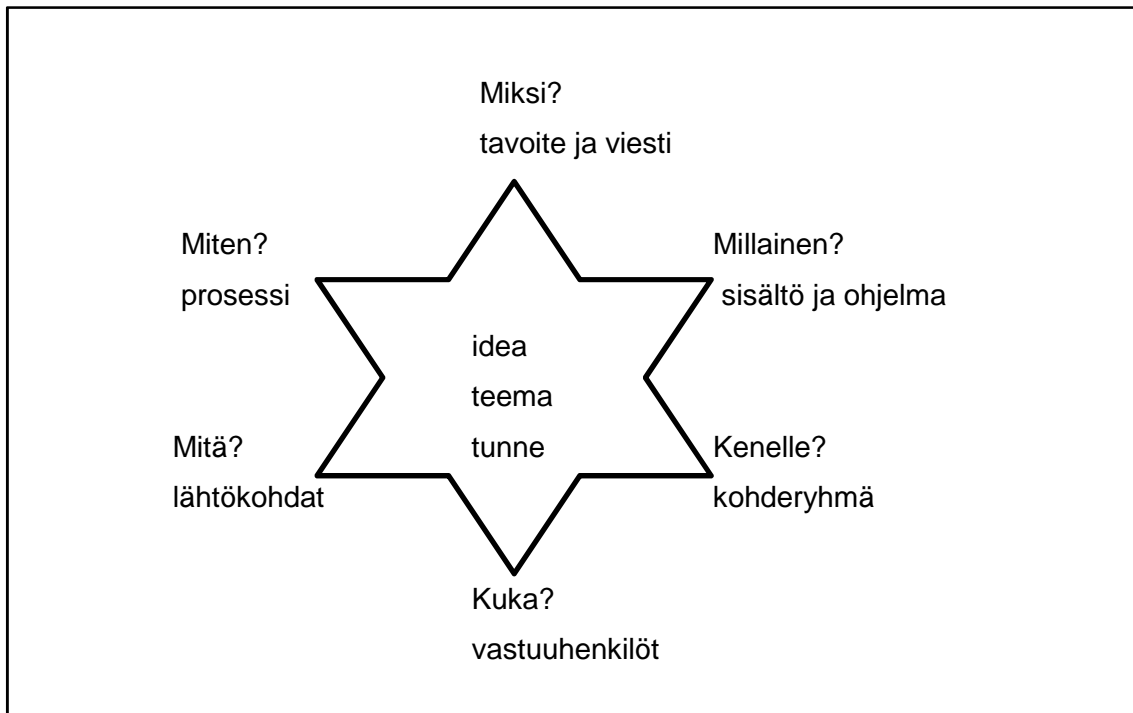 Miksi?
tavoite ja viesti
Miten?
prosessi
Millainen?
sisältö ja ohjelma
idea
teema
tunne
Mitä?
lähtökohdat
Kenelle?
kohderyhmä
Kuka?
vastuuhenkilöt